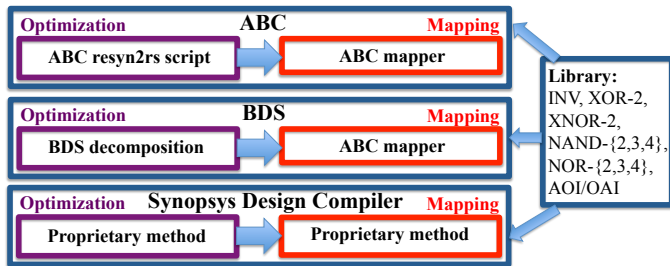 Optimization ABC Mapping
ABC resyn2rs script ABC mapper
Optimization BDS Mapping
BDS decomposition ABC mapper
Optimization Synopsys Design Compiler Mapping
Proprietary method Proprietary method
Library:
INV, XOR-2,
XNOR-2,
NAND-{2,3,4},
NOR-{2,3,4},
AOI/OAI